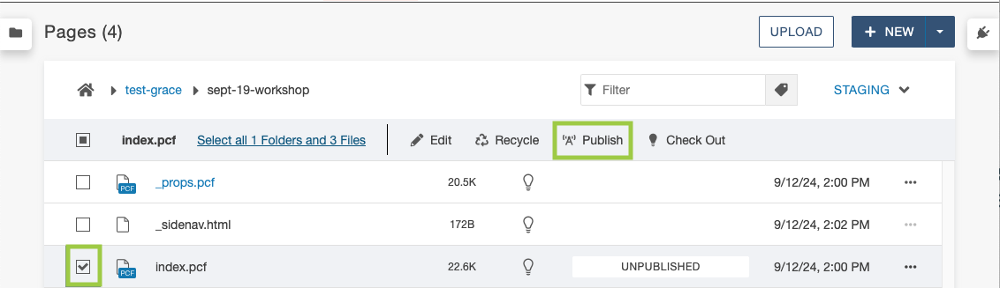 Pages (4)
UPLOAD
+ NEW
test-grace
sept-19-workshop
Filter
STAGING
index.pcf
Select all 1 Folders and 3 Files
Edit
Recycle
Publish
Check Out
PCF
_props.pcf
20.5K
9/12/24, 2:00 PM
_sidenav.html
172B
9/12/24, 2:02 PM
PCF
index.pcf
22.6K
UNPUBLISHED
9/12/24, 2:00 PM